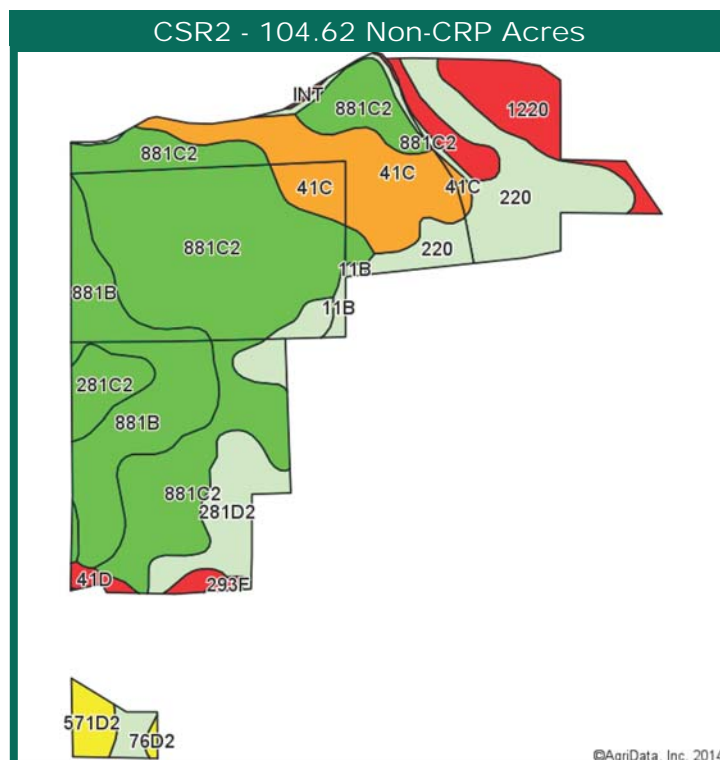 CSR2 - 104.62 Non-CRP Acres
INT
881C2
1220
881C2
881C2
41C
41C
41C
220
881C2
220
11B
881B
11B
281C2
881B
881C2
281D2
41D
293F
571D2
76D2
©AgriData, Inc. 2014